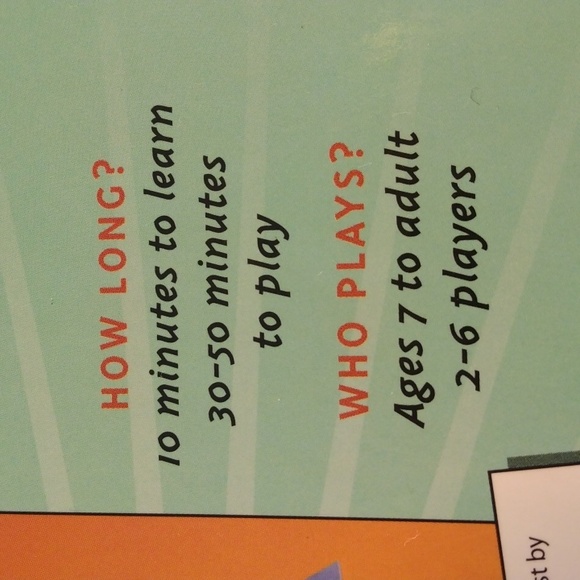 HOW LONG?
10 minutes to learn
30-50 minutes
to play
WHO PLAYS?
Ages 7 to adult
2-6 players
by